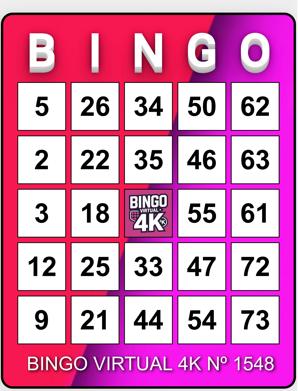 B I N G O
5 26 34 50 62
2 22 35 46 63
3 18 BINGO VIRTUAL 4K 55 61
12 25 33 47 72
9 21 44 54 73
BINGO VIRTUAL 4K Nº 1548